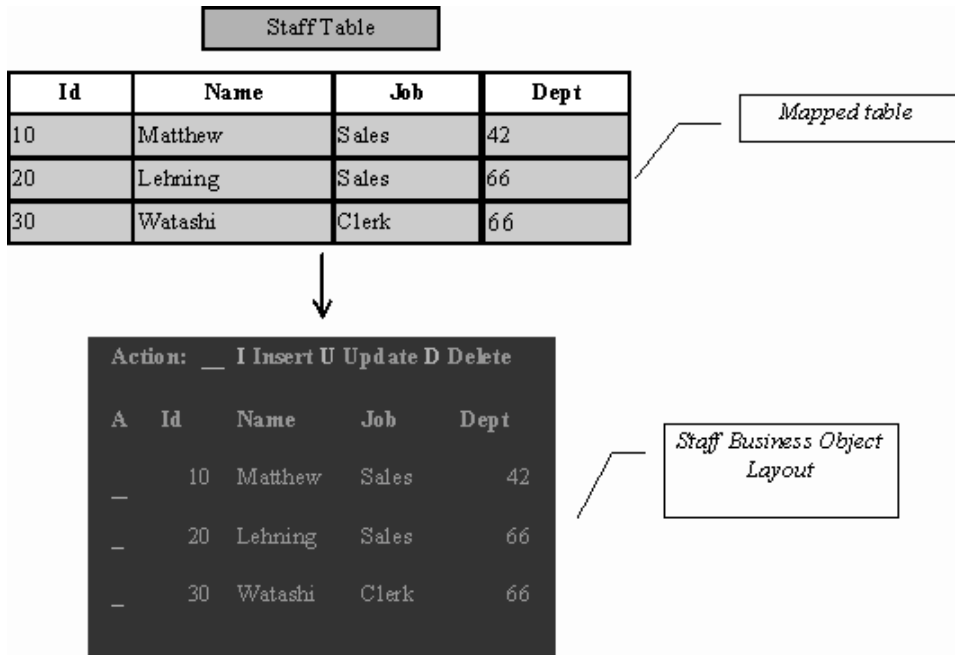 Staff Table
Id Name Job Dept
10 Matthew Sales 42
20 Lehning Sales 66
30 Watashi Clerk 66
Mapped table
Action: __ I Insert U Update D Delete
A Id Name Job Dept
_ 10 Matthew Sales 42
_ 20 Lehning Sales 66
_ 30 Watashi Clerk 66
Staff Business Object
Layout